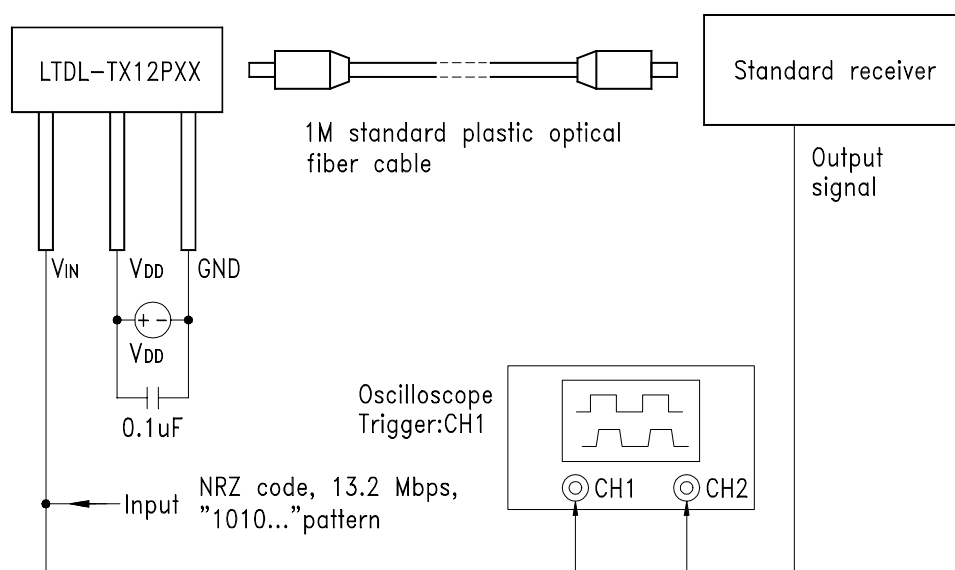 LTDL-TX12PXX
Standard receiver
1M standard plastic optical
fiber cable
Output
signal
VIN
VDD
GND
+ -
VDD
0.1uF
Oscilloscope
Trigger:CH1
CH1
CH2
Input
NRZ code, 13.2 Mbps,
"1010..."pattern